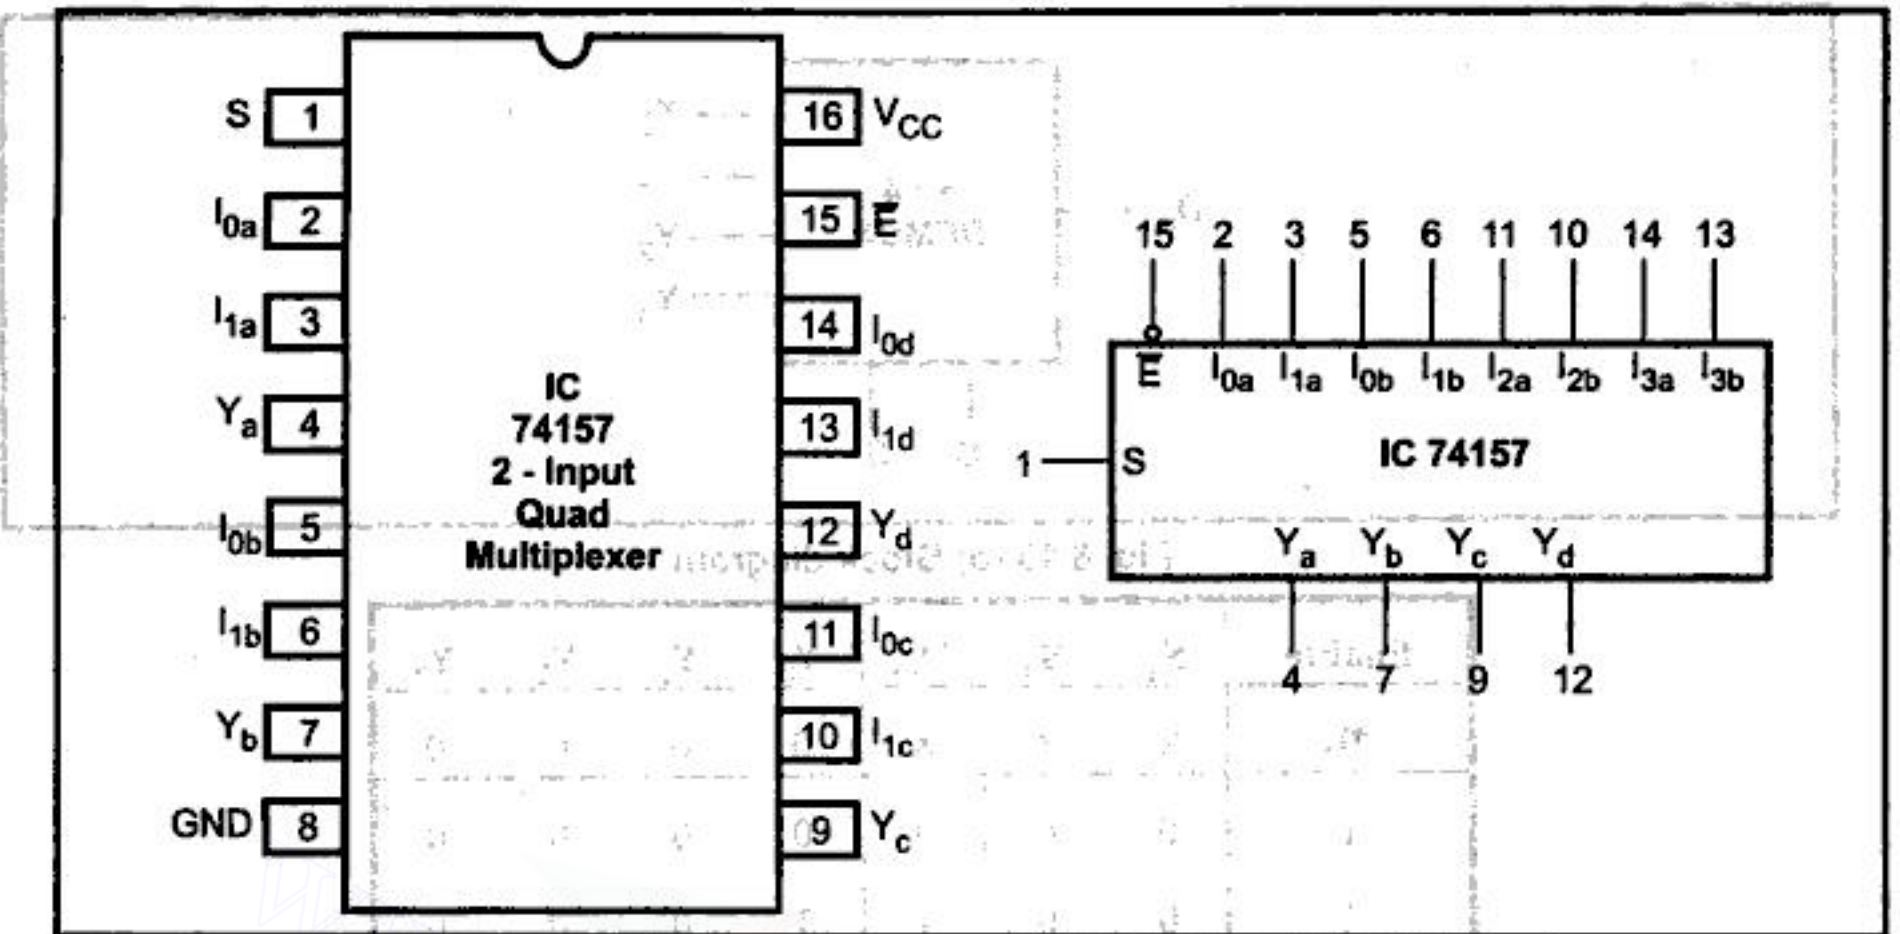 S 1
I0a 2
I1a 3
Ya 4
I0b 5
I1b 6
Yb 7
GND 8
IC
74157
2 - Input
Quad
Multiplexer
16 VCC
15 E̅
14 I0d
13 I1d
12 Yd
11 I0c
10 I1c
9 Yc
15 2 3 5 6 11 10 14 13
E̅ I0a I1a I0b I1b I2a I2b I3a I3b
1 S
IC 74157
Ya Yb Yc Yd
4 7 9 12